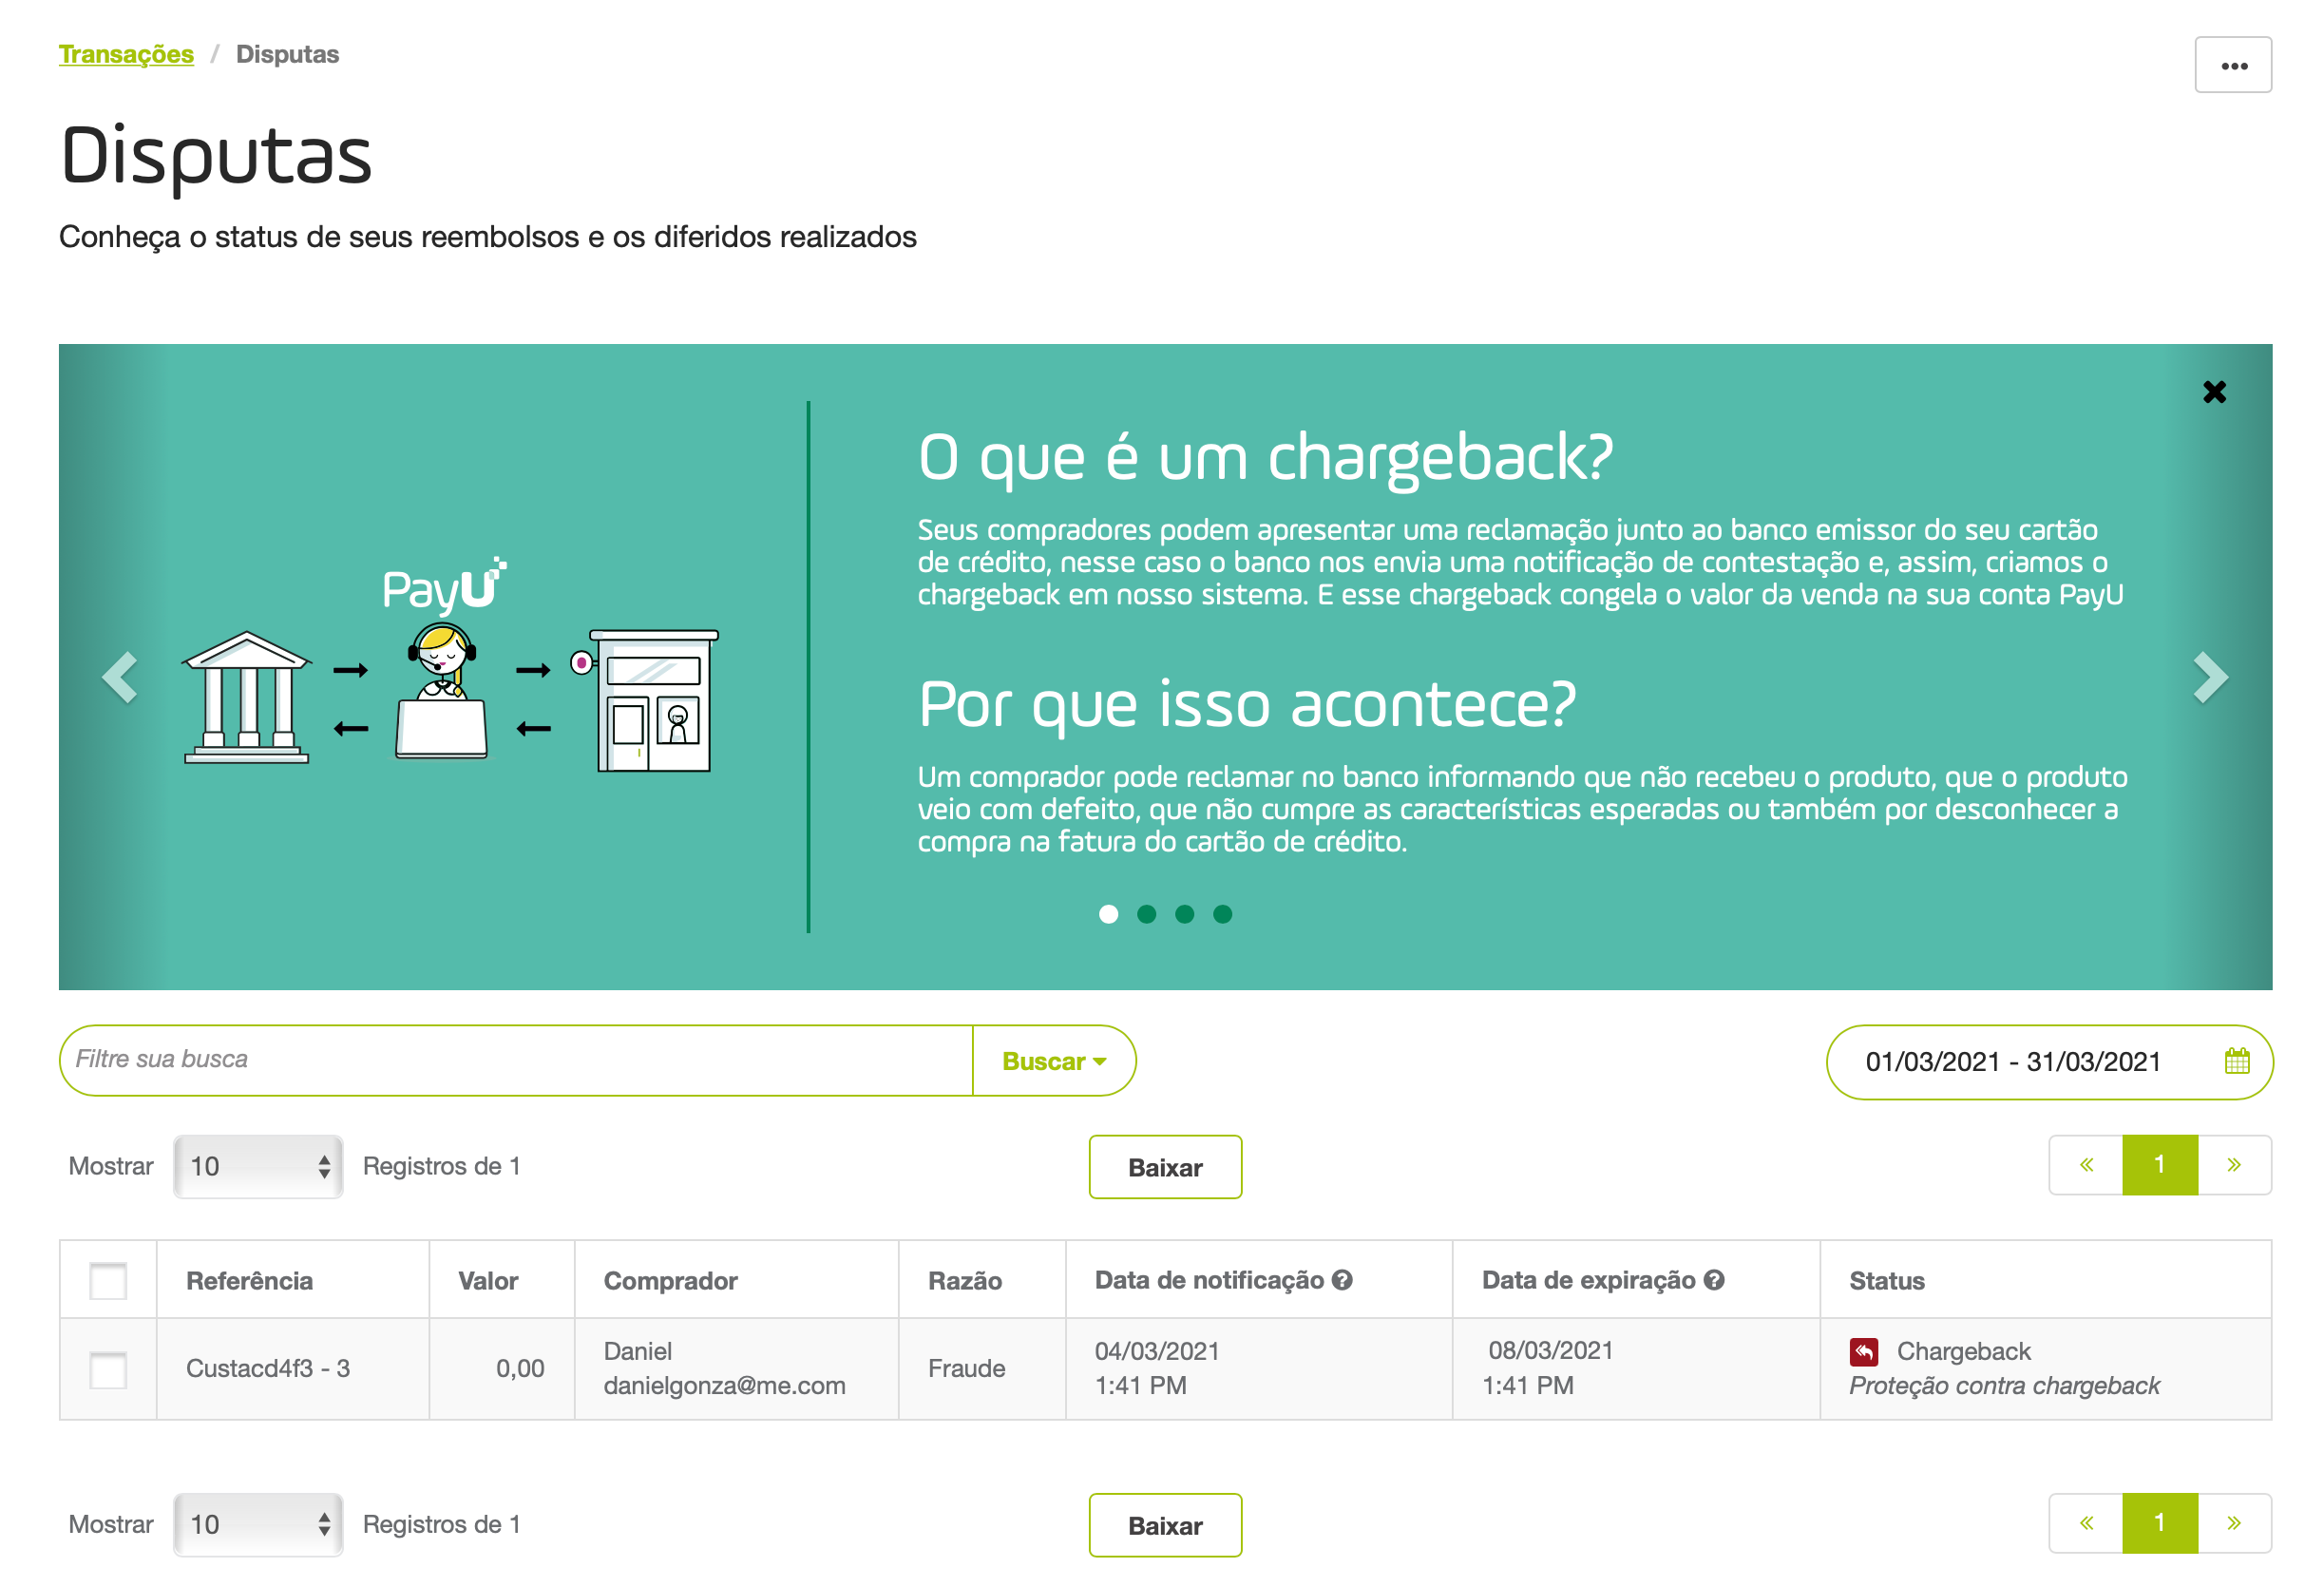 Transações / Disputas
•••
Disputas
Conheça o status de seus reembolsos e os diferidos realizados
O que é um chargeback?
Seus compradores podem apresentar uma reclamação junto ao banco emissor do seu cartão
de crédito, nesse caso o banco nos envia uma notificação de contestação e, assim, criamos o
chargeback em nosso sistema. E esse chargeback congela o valor da venda na sua conta PayU
PayU
Por que isso acontece?
Um comprador pode reclamar no banco informando que não recebeu o produto, que o produto
veio com defeito, que não cumpre as características esperadas ou também por desconhecer a
compra na fatura do cartão de crédito.
Filtre sua busca
Buscar
01/03/2021 - 31/03/2021
Mostrar 10 Registros de 1
Baixar
« 1 »
Referência Valor Comprador Razão Data de notificação Data de expiração Status
Custacd4f3 - 3 0,00 Daniel Fraude 04/03/2021 08/03/2021 Chargeback
danielgonza@me.com 1:41 PM 1:41 PM Proteção contra chargeback
Mostrar 10 Registros de 1
Baixar
« 1 »